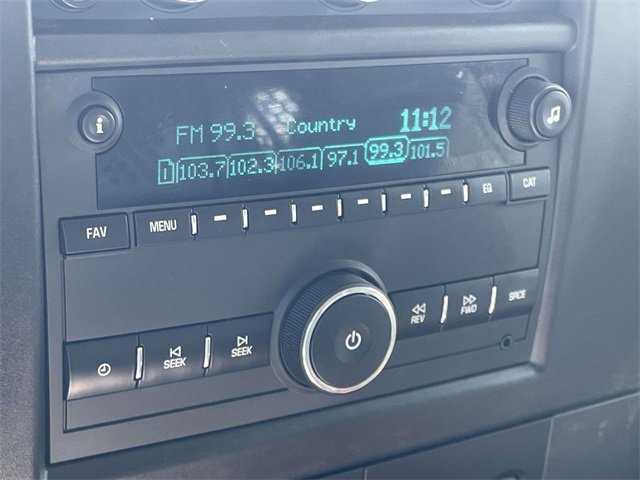 i
FM 99.3 Country 11:12
1 103.7 102.3 106.1 97.1 99.3 101.5
FAV MENU EQ CAT
SEEK SEEK REV FWD SRCE